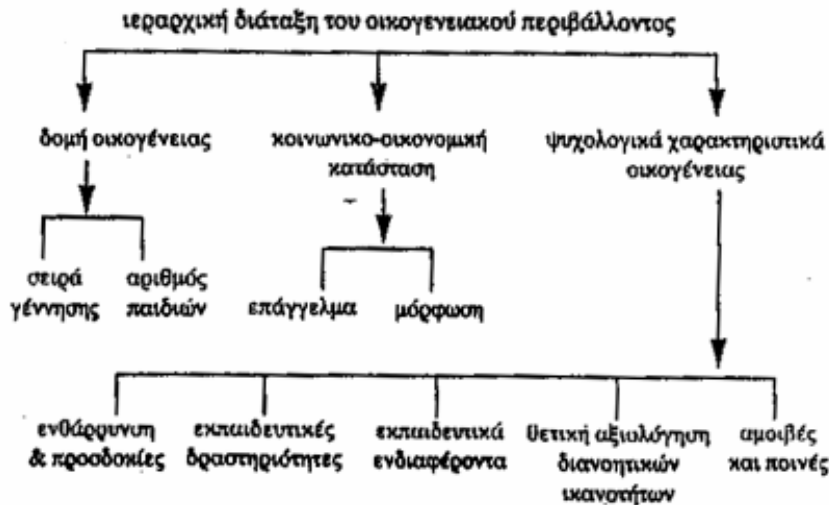 ιεραρχική διάταξη του οικογενειακού περιβάλλοντος
δομή οικογένειας
κοινωνικο-οικονομική
κατάσταση
ψυχολογικά χαρακτηριστικά
οικογένειας
σειρά
γέννησης
αριθμός
παιδιών
επάγγελμα
μόρφωση
ενθάρρυνση
& προσδοκίες
εκπαιδευτικές
δραστηριότητες
εκπαιδευτικά
ενδιαφέροντα
θετική αξιολόγηση
διανοητικών
ικανοτήτων
αμοιβές
και ποινές